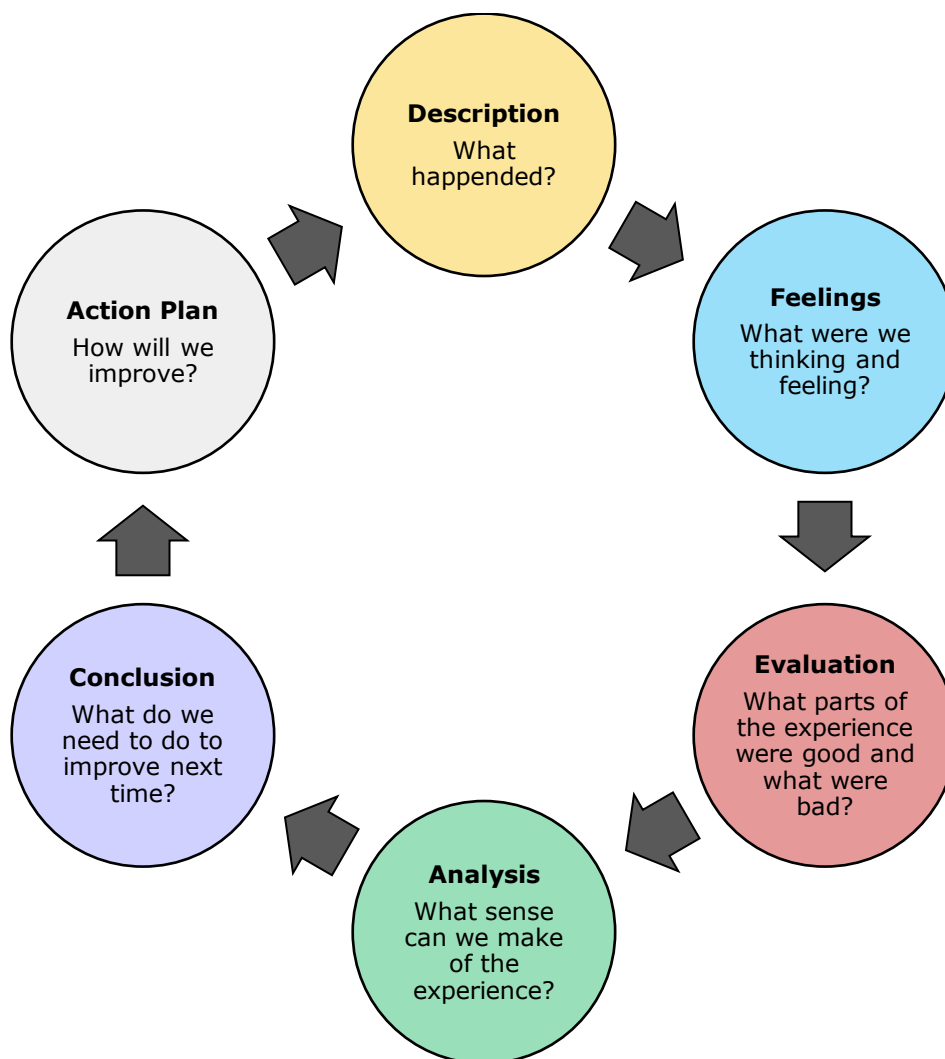 Description
What
happended?
Feelings
What were we
thinking and
feeling?
Evaluation
What parts of
the experience
were good and
what were
bad?
Analysis
What sense
can we make
of the
experience?
Conclusion
What do we
need to do to
improve next
time?
Action Plan
How will we
improve?